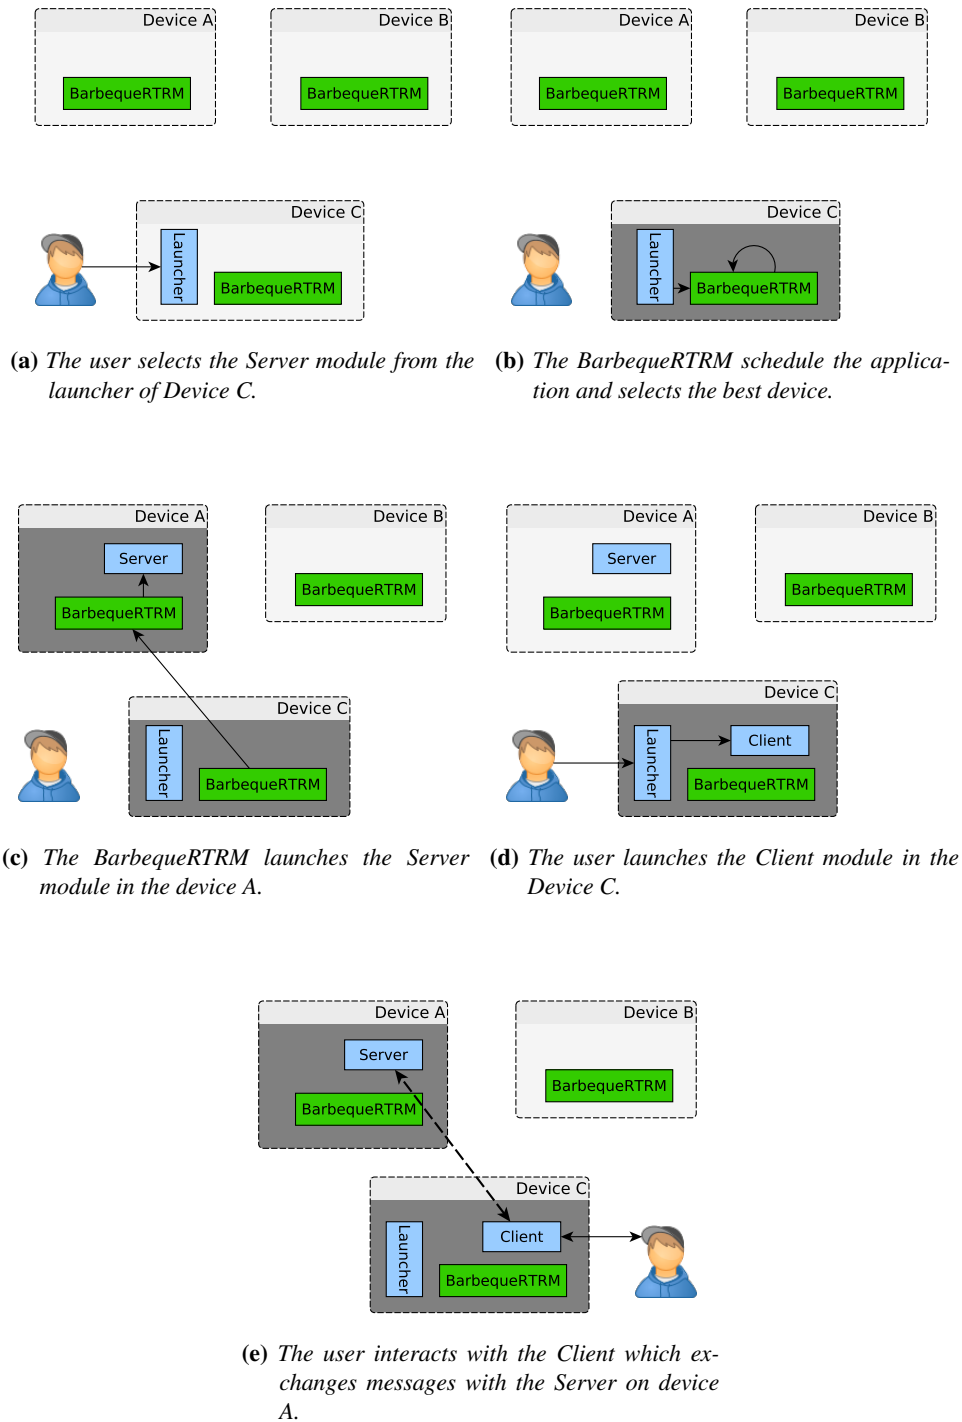 Device A
Device B
BarbequeRTRM
BarbequeRTRM
Device C
Launcher
BarbequeRTRM
(a) The user selects the Server module from the
launcher of Device C.
Device A
Device B
BarbequeRTRM
BarbequeRTRM
Device C
Launcher
BarbequeRTRM
(b) The BarbequeRTRM schedule the applica-
tion and selects the best device.
Device A
Device B
Server
BarbequeRTRM
BarbequeRTRM
Device C
Launcher
BarbequeRTRM
(c) The BarbequeRTRM launches the Server
module in the device A.
Device A
Device B
Server
BarbequeRTRM
BarbequeRTRM
Device C
Launcher
Client
BarbequeRTRM
(d) The user launches the Client module in the
Device C.
Device A
Device B
Server
BarbequeRTRM
BarbequeRTRM
Device C
Launcher
Client
BarbequeRTRM
(e) The user interacts with the Client which ex-
changes messages with the Server on device
A.